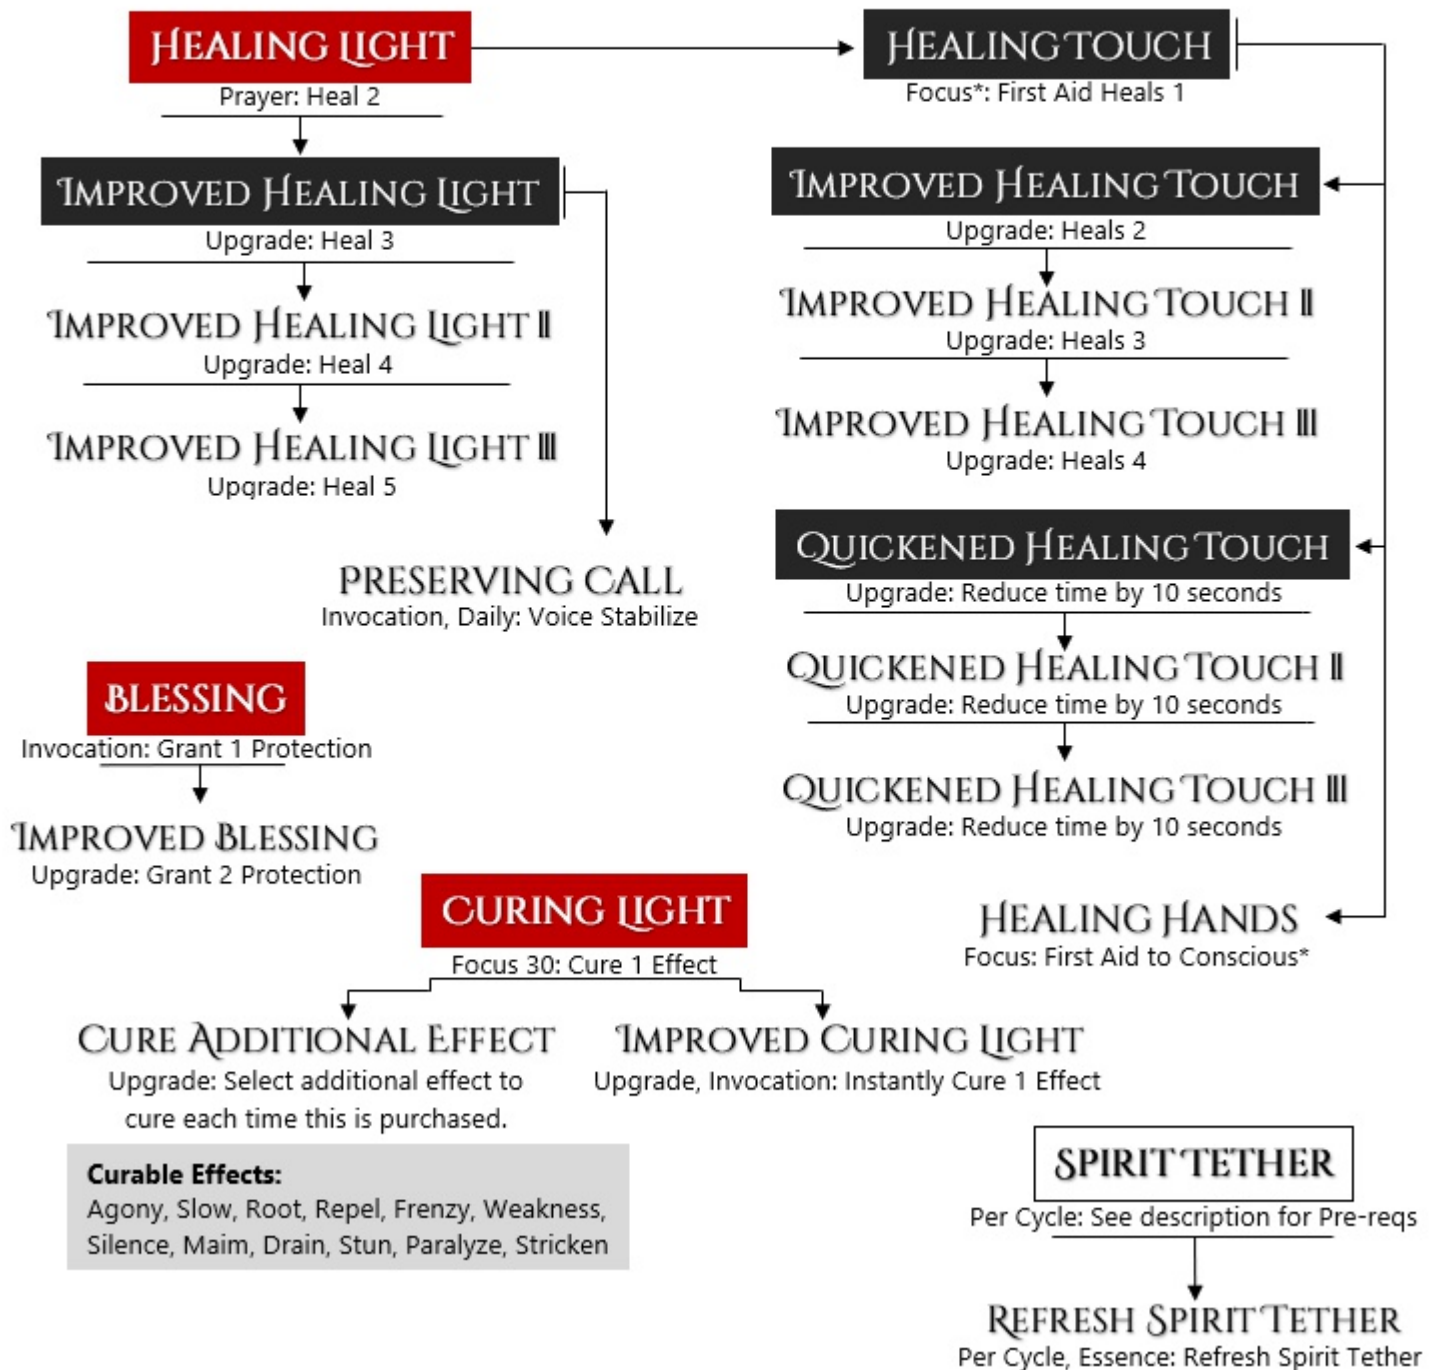 HEALING LIGHT
Prayer: Heal 2
IMPROVED HEALING LIGHT
Upgrade: Heal 3
IMPROVED HEALING LIGHT II
Upgrade: Heal 4
IMPROVED HEALING LIGHT III
Upgrade: Heal 5
PRESERVING CALL
Invocation, Daily: Voice Stabilize
HEALING TOUCH
Focus*: First Aid Heals 1
IMPROVED HEALING TOUCH
Upgrade: Heals 2
IMPROVED HEALING TOUCH II
Upgrade: Heals 3
IMPROVED HEALING TOUCH III
Upgrade: Heals 4
QUICKENED HEALING TOUCH
Upgrade: Reduce time by 10 seconds
QUICKENED HEALING TOUCH II
Upgrade: Reduce time by 10 seconds
QUICKENED HEALING TOUCH III
Upgrade: Reduce time by 10 seconds
HEALING HANDS
Focus: First Aid to Conscious*
BLESSING
Invocation: Grant 1 Protection
IMPROVED BLESSING
Upgrade: Grant 2 Protection
CURING LIGHT
Focus 30: Cure 1 Effect
CURE ADDITIONAL EFFECT
Upgrade: Select additional effect to
cure each time this is purchased.
IMPROVED CURING LIGHT
Upgrade, Invocation: Instantly Cure 1 Effect
Curable Effects:
Agony, Slow, Root, Repel, Frenzy, Weakness,
Silence, Maim, Drain, Stun, Paralyze, Stricken
SPIRIT TETHER
Per Cycle: See description for Pre-reqs
REFRESH SPIRIT TETHER
Per Cycle, Essence: Refresh Spirit Tether